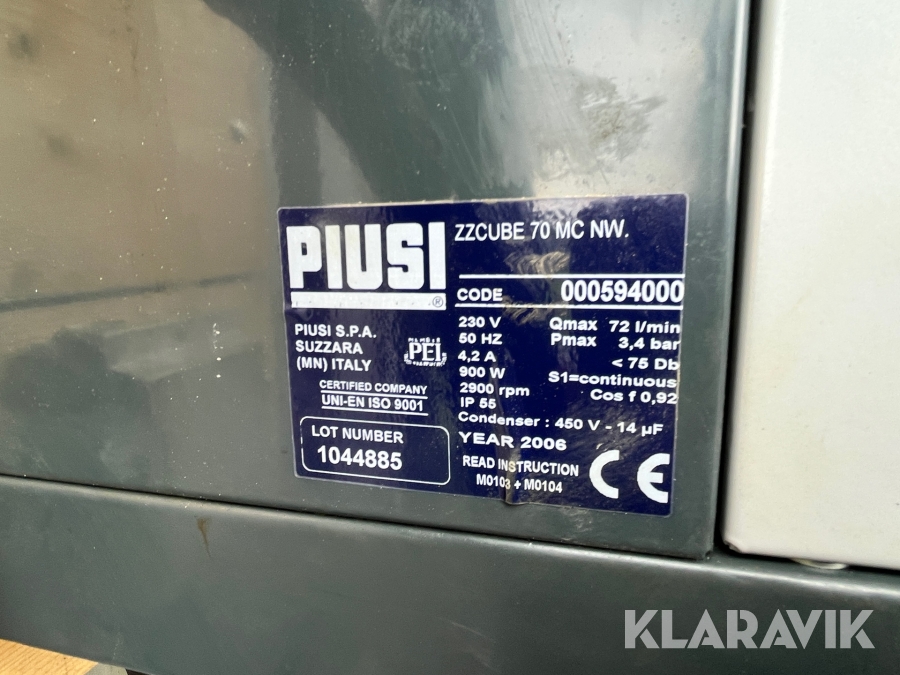 PIUSI
®
ZZCUBE 70 MC NW.
CODE 000594000
PIUSI S.P.A.
SUZZARA
(MN) ITALY
PEI
CERTIFIED COMPANY
UNI-EN ISO 9001
LOT NUMBER
1044885
230 V
50 HZ
4,2 A
900 W
2900 rpm
IP 55
Qmax 72 l/min
Pmax 3,4 bar
< 75 Db
S1=continuous
Cos f 0,92
Condenser : 450 V - 14 µF
YEAR 2006
READ INSTRUCTION
M0103 + M0104
CE
KLARAVIK